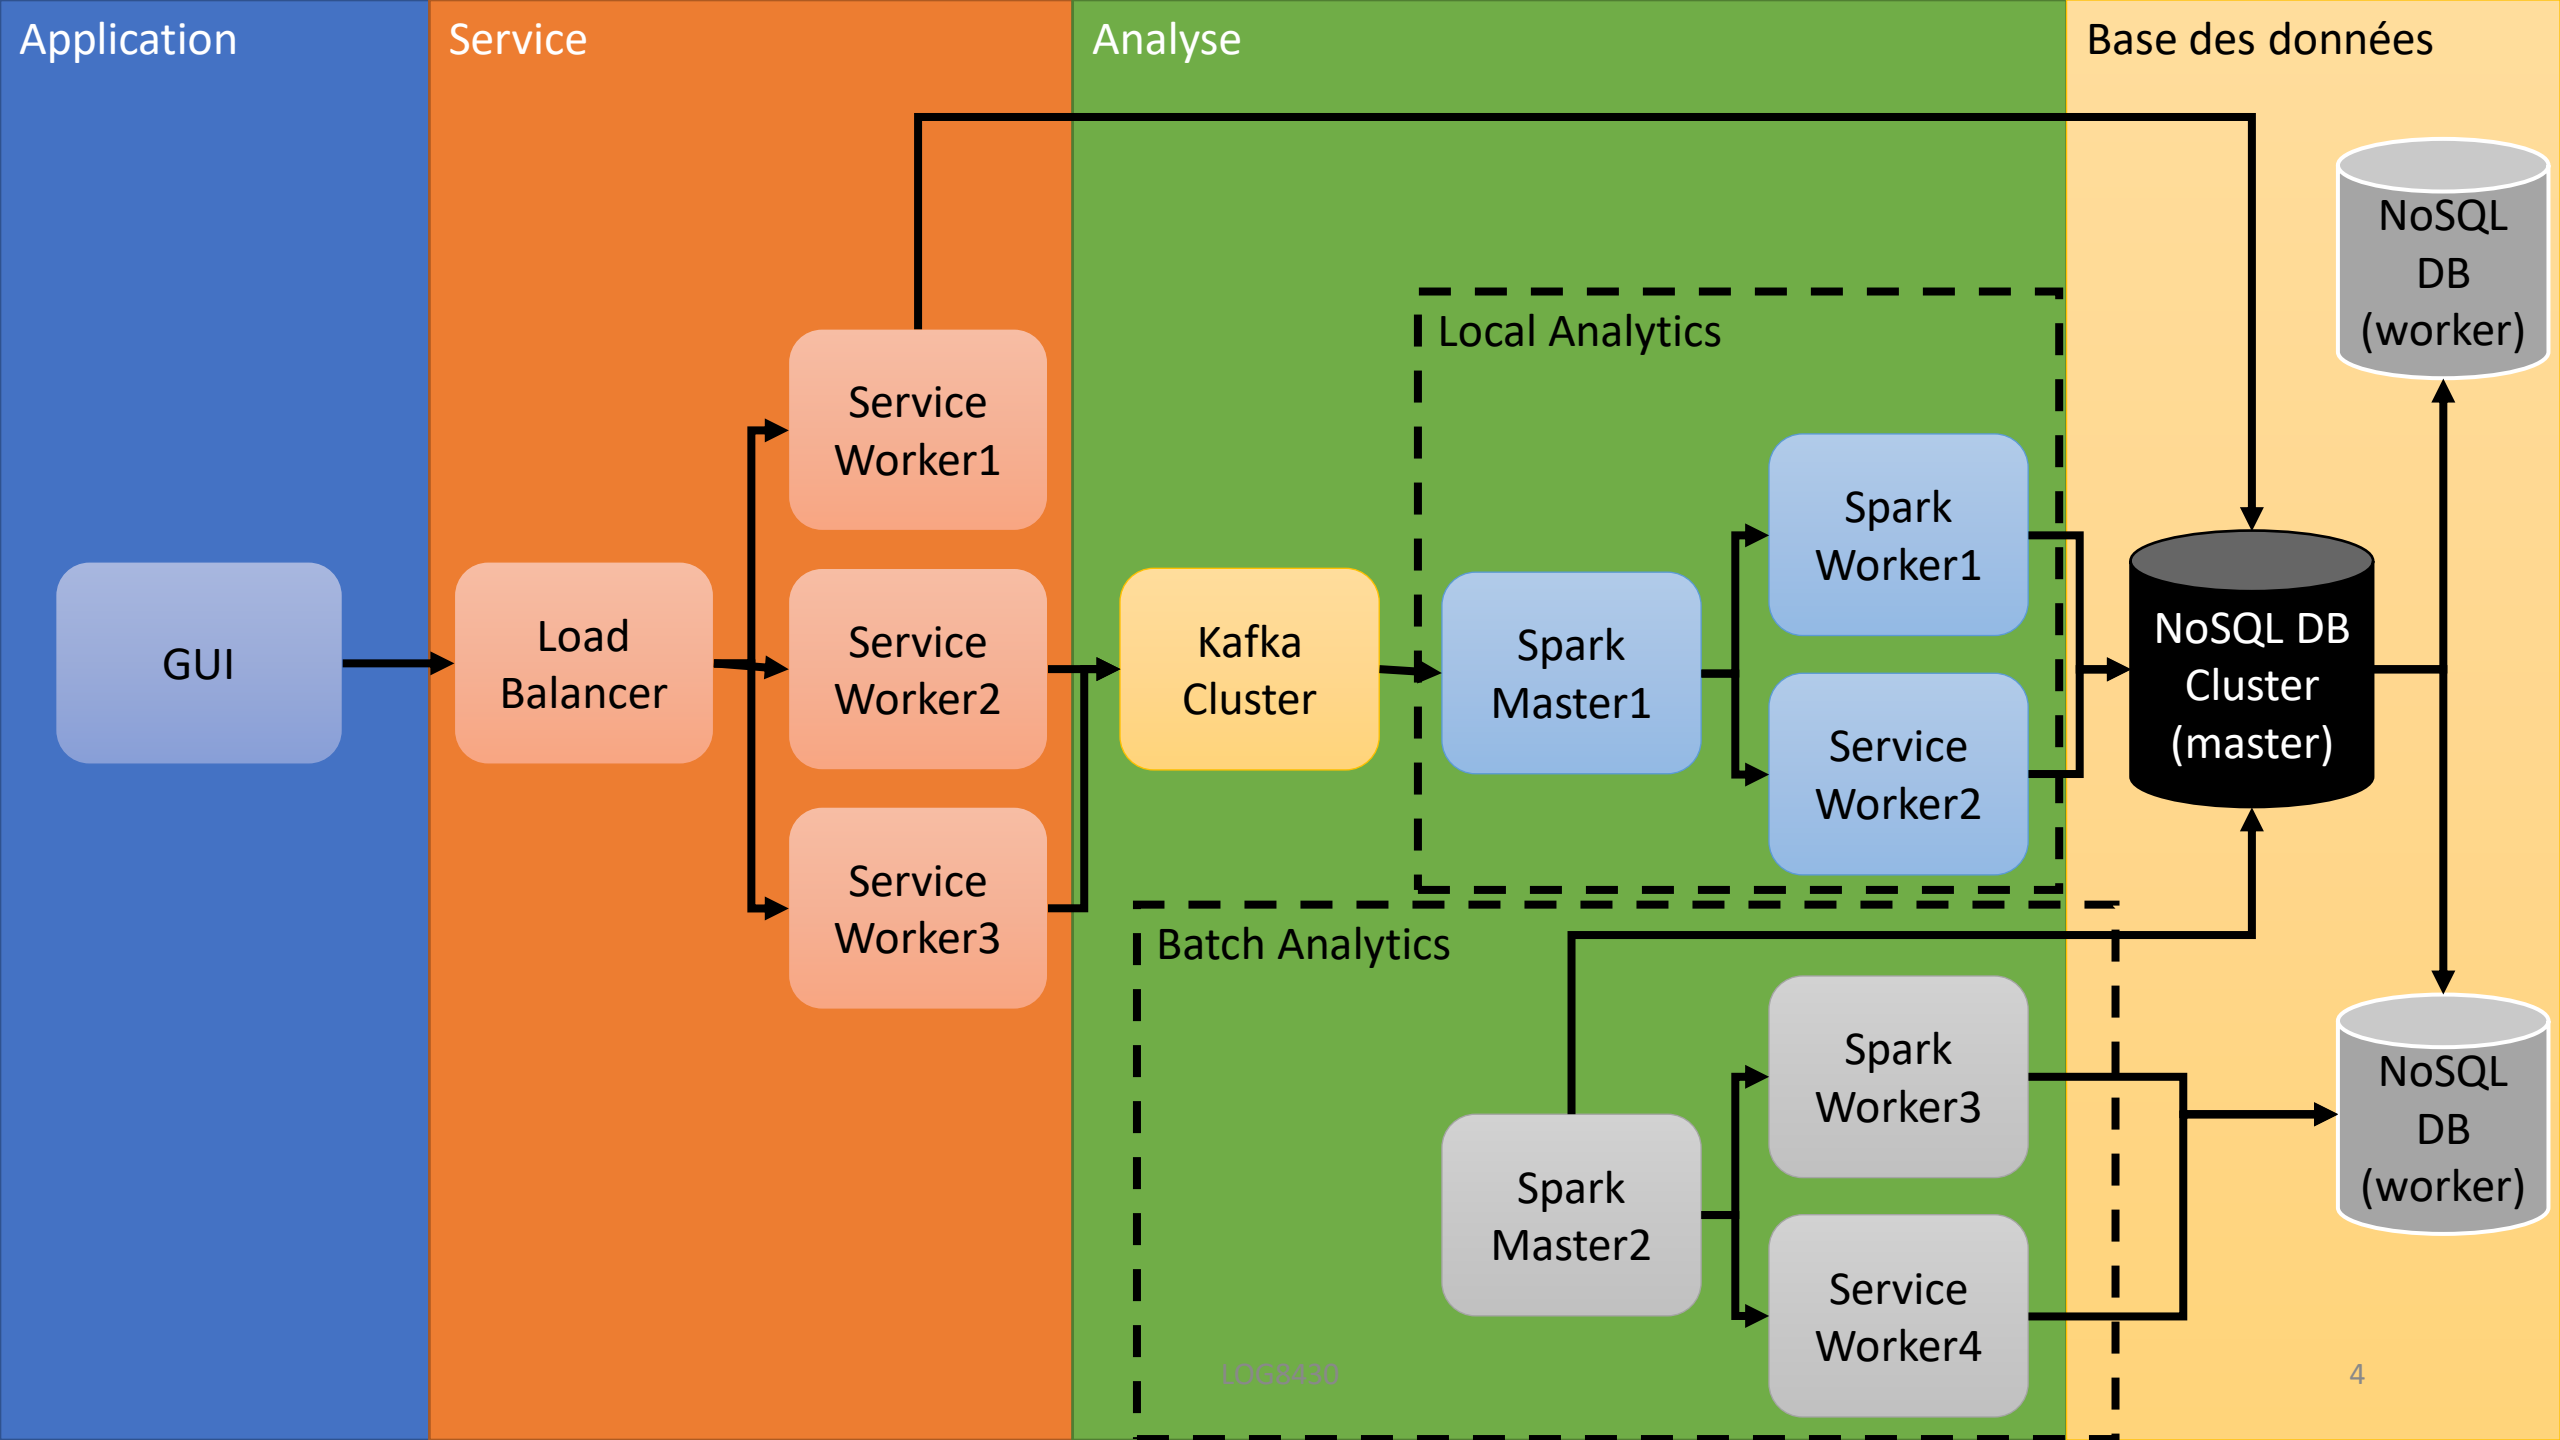 Application
Service
Analyse
Base des données
NoSQL
DB
(worker)
Local Analytics
Service
Worker1
Spark
Worker1
GUI
Load
Balancer
Service
Worker2
Kafka
Cluster
Spark
Master1
NoSQL DB
Cluster
(master)
Service
Worker2
Service
Worker3
Batch Analytics
Spark
Worker3
NoSQL
DB
(worker)
Spark
Master2
Service
Worker4
LOG8430
4